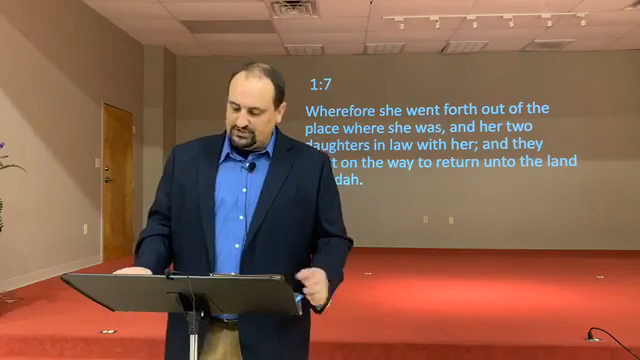 1:7
Wherefore she went forth out of the
place where she was, and her two
daughters in law with her; and they
on the way to return unto the land